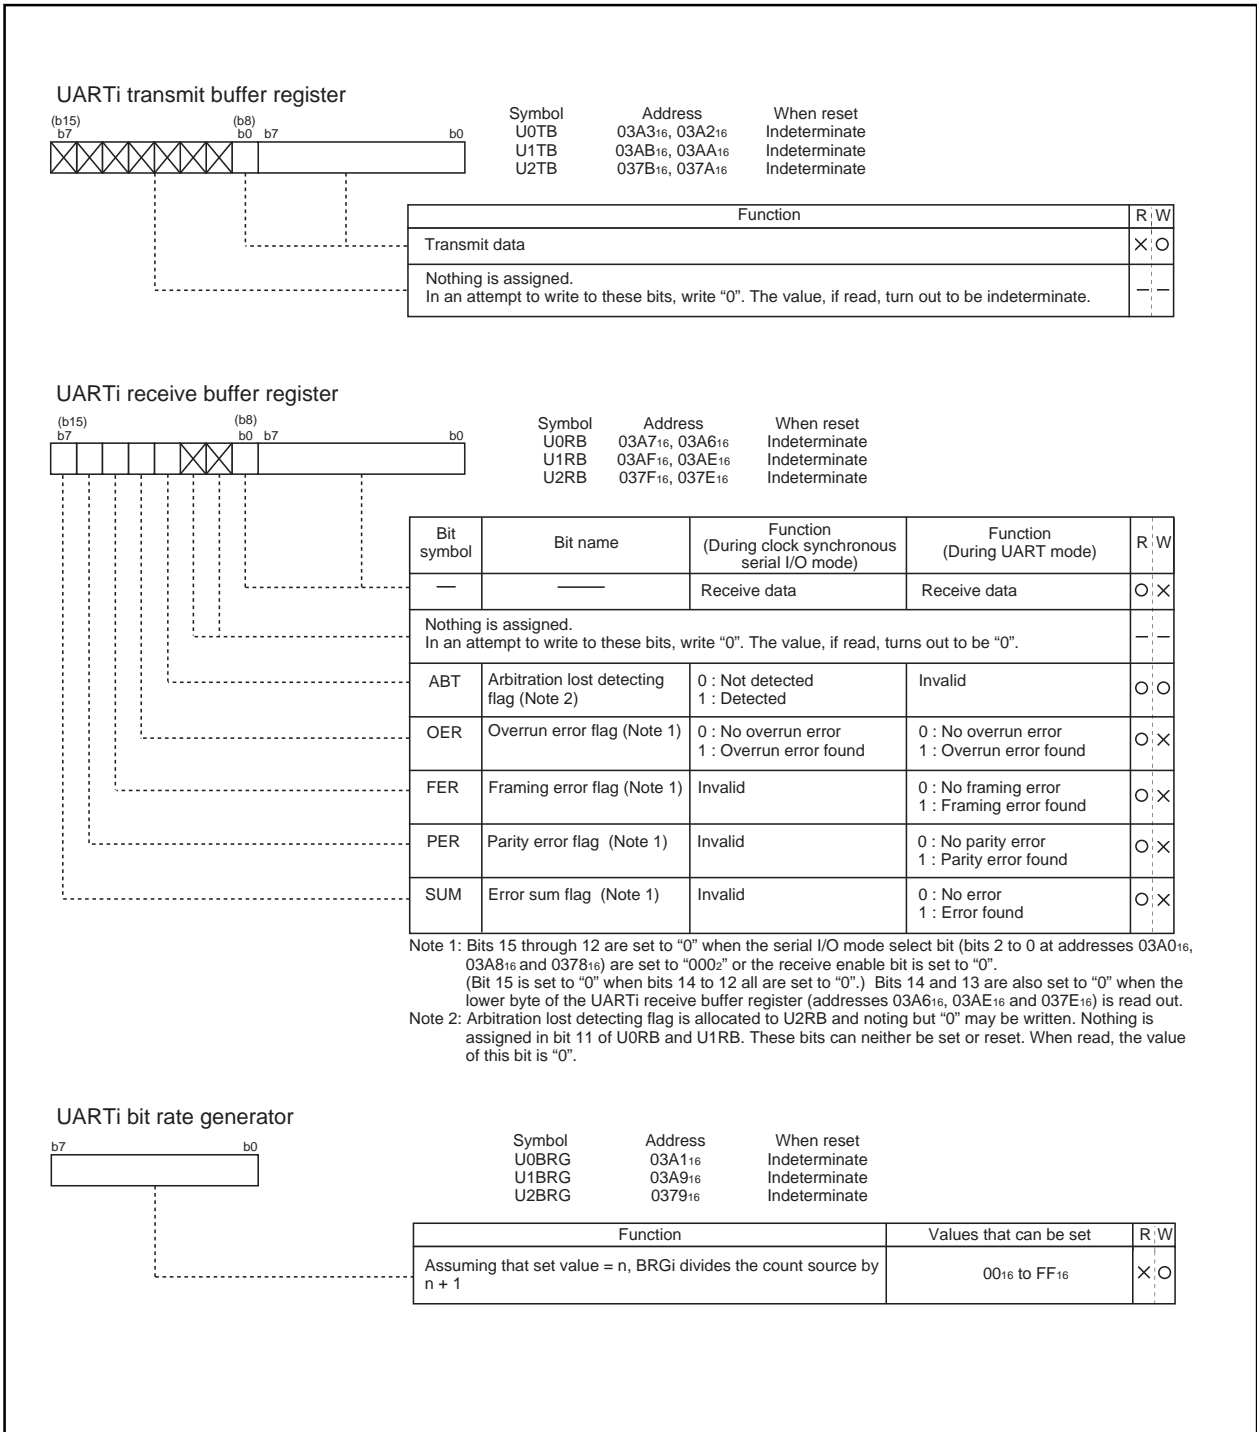 UARTi transmit buffer register
(b15) (b8)
b7 b0 b7 b0
Symbol Address When reset
U0TB 03A316, 03A216 Indeterminate
U1TB 03AB16, 03AA16 Indeterminate
U2TB 037B16, 037A16 Indeterminate
Function R W
Transmit data
Nothing is assigned.
In an attempt to write to these bits, write “0”. The value, if read, turn out to be indeterminate.
UARTi receive buffer register
(b15) (b8)
b7 b0 b7 b0
Symbol Address When reset
U0RB 03A716, 03A616 Indeterminate
U1RB 03AF16, 03AE16 Indeterminate
U2RB 037F16, 037E16 Indeterminate
Bit symbol Bit name Function (During clock synchronous serial I/O mode) Function (During UART mode) R W
Receive data Receive data
Nothing is assigned.
In an attempt to write to these bits, write “0”. The value, if read, turns out to be “0”.
ABT Arbitration lost detecting 0 : Not detected Invalid
flag (Note 2) 1 : Detected
OER Overrun error flag (Note 1) 0 : No overrun error 0 : No overrun error
1 : Overrun error found 1 : Overrun error found
FER Framing error flag (Note 1) Invalid 0 : No framing error
1 : Framing error found
PER Parity error flag (Note 1) Invalid 0 : No parity error
1 : Parity error found
SUM Error sum flag (Note 1) Invalid 0 : No error
1 : Error found
Note 1: Bits 15 through 12 are set to “0” when the serial I/O mode select bit (bits 2 to 0 at addresses 03A016,
03A816 and 037816) are set to “0002” or the receive enable bit is set to “0”.
(Bit 15 is set to “0” when bits 14 to 12 all are set to “0”.) Bits 14 and 13 are also set to “0” when the
lower byte of the UARTi receive buffer register (addresses 03A616, 03AE16 and 037E16) is read out.
Note 2: Arbitration lost detecting flag is allocated to U2RB and noting but “0” may be written. Nothing is
assigned in bit 11 of U0RB and U1RB. These bits can neither be set or reset. When read, the value
of this bit is “0”.
UARTi bit rate generator
b7 b0
Symbol Address When reset
U0BRG 03A116 Indeterminate
U1BRG 03A916 Indeterminate
U2BRG 037916 Indeterminate
Function Values that can be set R W
Assuming that set value = n, BRGi divides the count source by 0016 to FF16
n + 1